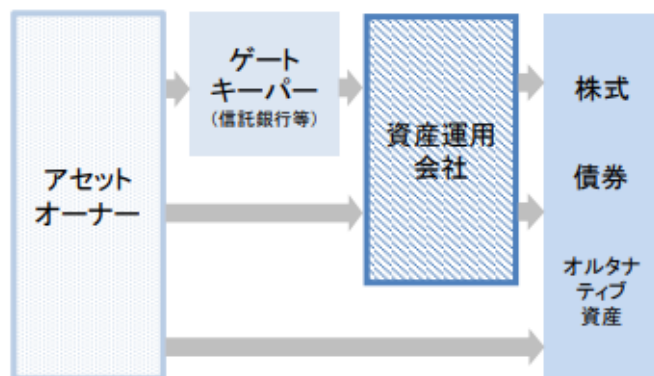 アセット
オーナー
ゲート
キーパー
(信託銀行等)
資産運用
会社
株式
債券
オルタナ
ティブ
資産